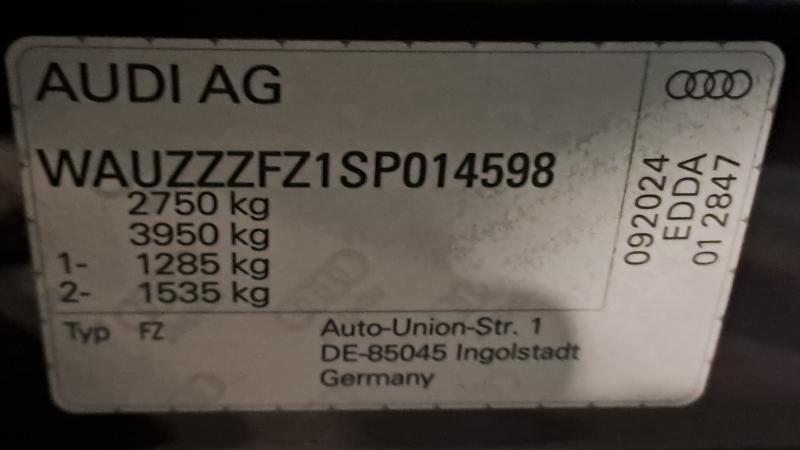 AUDI AG
WAUZZZFZ1SP014598
2750 kg
3950 kg
1- 1285 kg
2- 1535 kg
Typ FZ
Auto-Union-Str. 1
DE-85045 Ingolstadt
Germany
092024
EDDA
01 2847